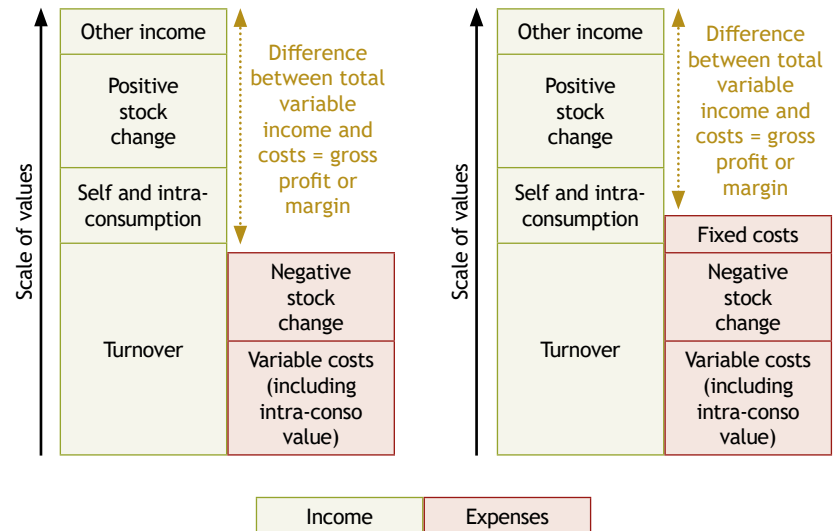 Scale of values
Other income
Positive
stock
change
Self and intra-
consumption
Turnover
Difference
between total
variable
income and
costs = gross
profit or
margin
Negative
stock
change
Variable costs
(including
intra-conso
value)
Scale of values
Other income
Positive
stock
change
Self and intra-
consumption
Turnover
Difference
between total
variable
income and
costs = gross
profit or
margin
Fixed costs
Negative
stock
change
Variable costs
(including
intra-conso
value)
Income
Expenses